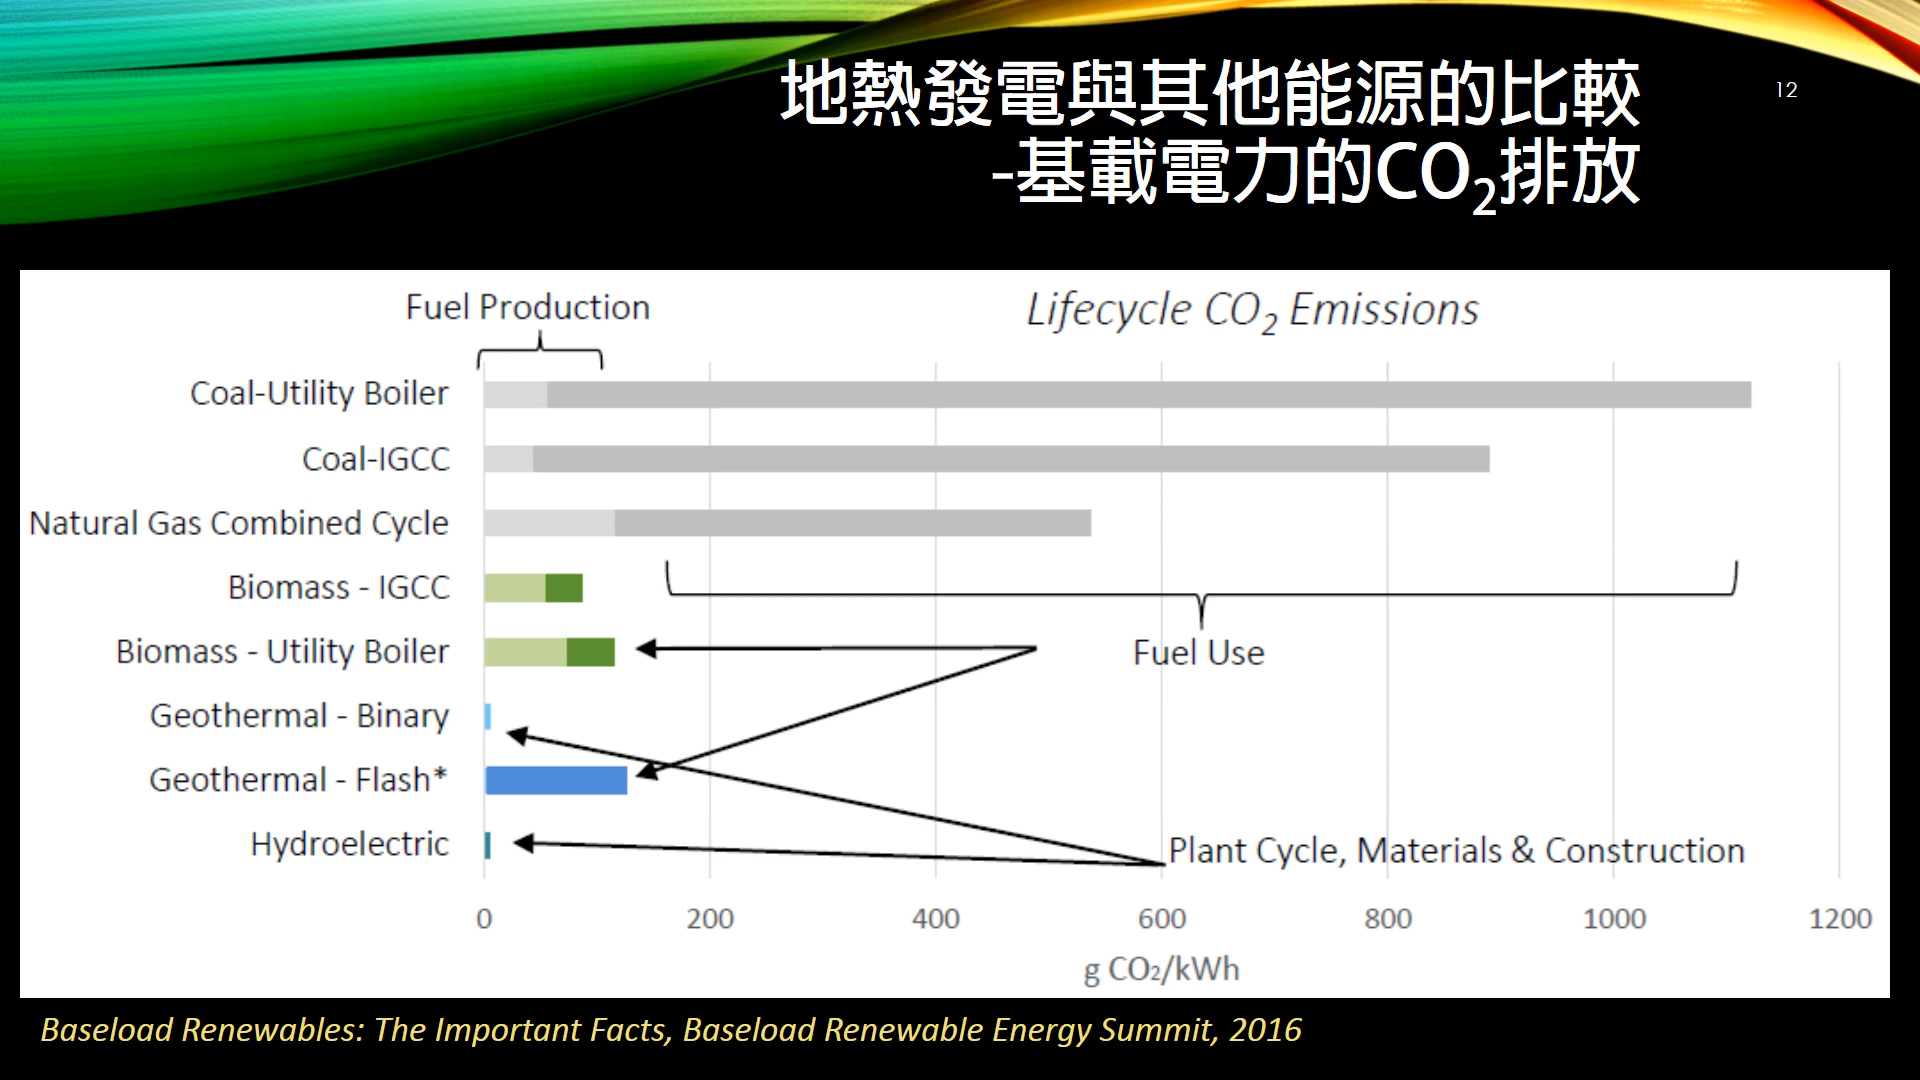 地熱發電與其他能源的比較
-基載電力的CO₂排放
12
Fuel Production
Lifecycle CO₂ Emissions
Coal-Utility Boiler
Coal-IGCC
Natural Gas Combined Cycle
Biomass - IGCC
Biomass - Utility Boiler
Fuel Use
Geothermal - Binary
Geothermal - Flash*
Hydroelectric
Plant Cycle, Materials & Construction
0 200 400 600 800 1000 1200
g CO₂/kWh
Baseload Renewables: The Important Facts, Baseload Renewable Energy Summit, 2016